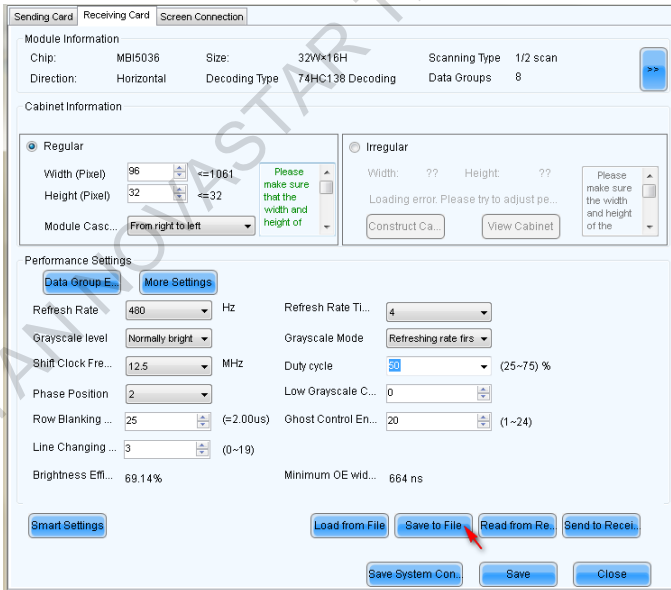 Sending Card Receiving Card Screen Connection
Module Information
Chip: MBI5036 Size: 32W×16H Scanning Type 1/2 scan
Direction: Horizontal Decoding Type 74HC138 Decoding Data Groups 8
>>
Cabinet Information
Regular
Width (Pixel) 96 <=1061
Height (Pixel) 32 <=32
Module Casc... From right to left
Please
make sure
that the
width and
height of
Irregular
Width: ?? Height: ??
Loading error. Please try to adjust pe...
Construct Ca... View Cabinet
Please
make sure
the width
and height
of the
Performance Settings
Data Group E... More Settings
Refresh Rate 480 Hz Refresh Rate Ti... 4
Grayscale level Normally bright Grayscale Mode Refreshing rate firs
Shift Clock Fre... 12.5 MHz Duty cycle 50 (25~75) %
Phase Position 2 Low Grayscale C... 0
Row Blanking ... 25 (=2.00us) Ghost Control En... 20 (1~24)
Line Changing ... 3 (0~19)
Brightness Effi... 69.14% Minimum OE wid... 664 ns
Smart Settings Load from File Save to File Read from Re... Send to Recei...
Save System Con... Save Close